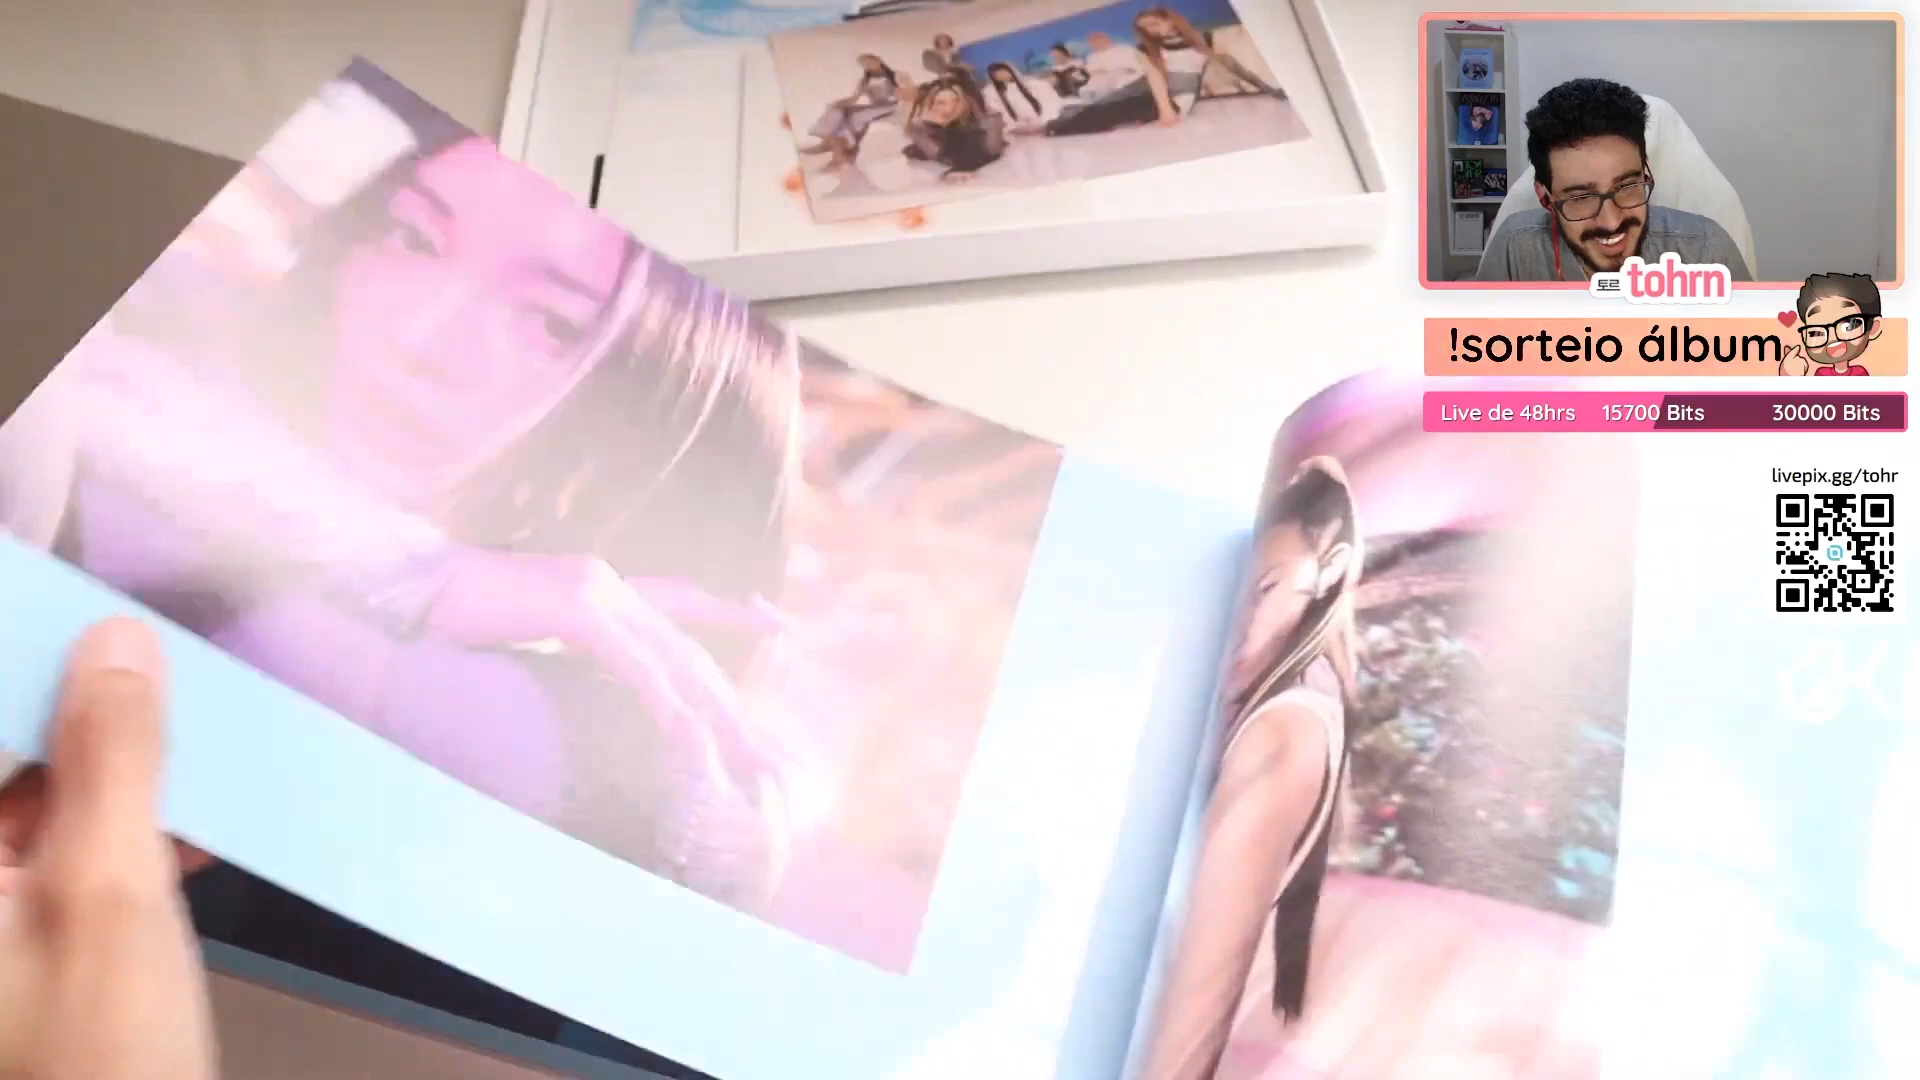 토르 tohrn
!sorteio álbum
Live de 48hrs 15700 Bits 30000 Bits
livepix.gg/tohr